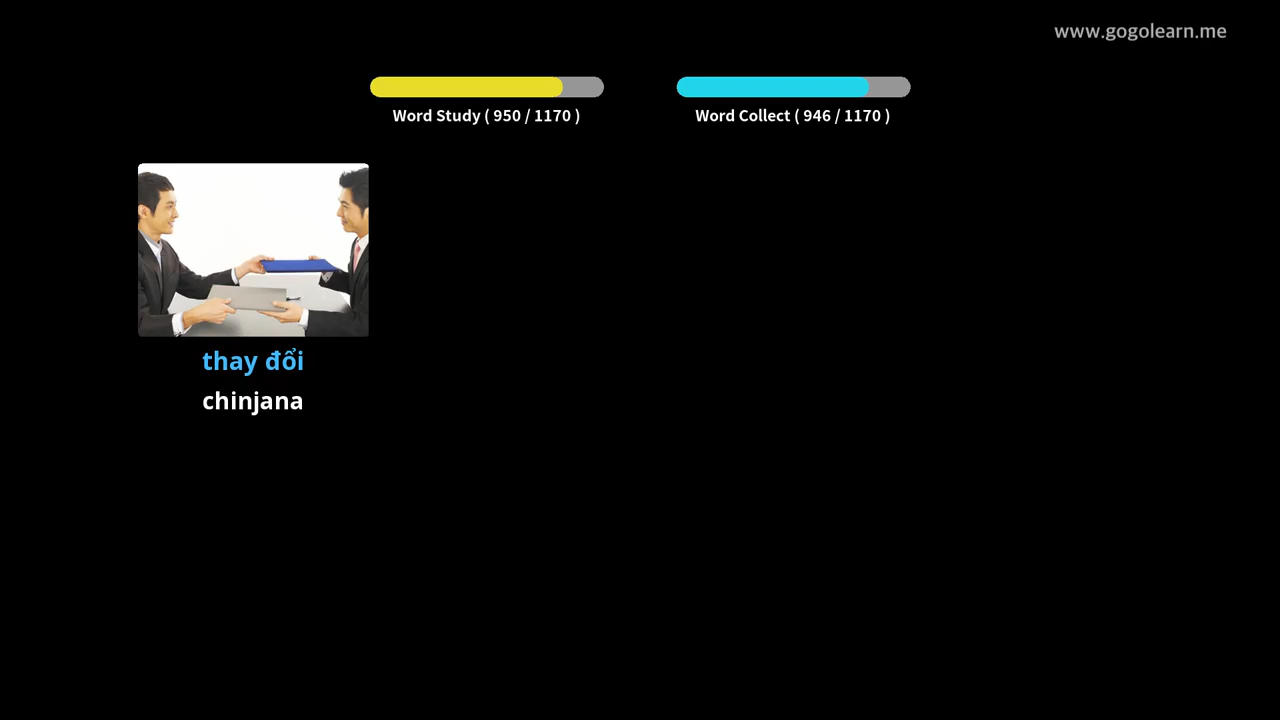 www.gogolearn.me
Word Study ( 950 / 1170 )
Word Collect ( 946 / 1170 )
thay đổi
chinjana